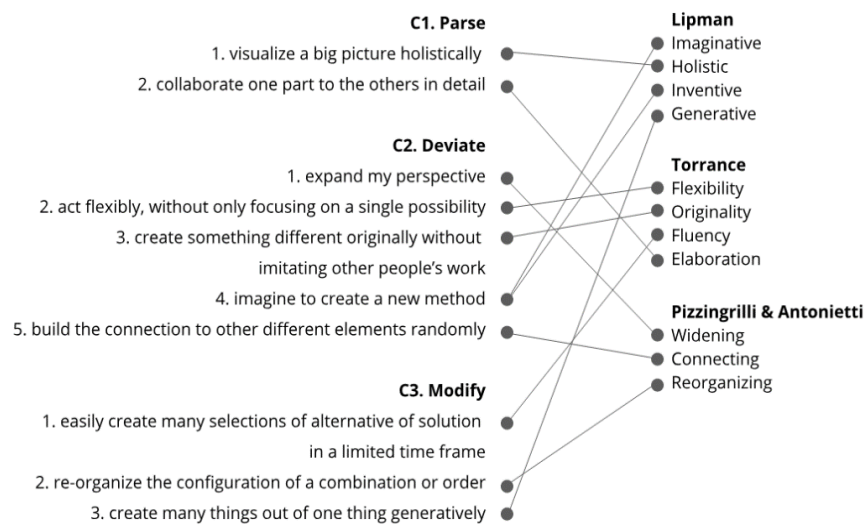 C1. Parse
1. visualize a big picture holistically
2. collaborate one part to the others in detail
C2. Deviate
1. expand my perspective
2. act flexibly, without only focusing on a single possibility
3. create something different originally without
imitating other people's work
4. imagine to create a new method
5. build the connection to other different elements randomly
C3. Modify
1. easily create many selections of alternative of solution
in a limited time frame
2. re-organize the configuration of a combination or order
3. create many things out of one thing generatively
Lipman
Imaginative
Holistic
Inventive
Generative
Torrance
Flexibility
Originality
Fluency
Elaboration
Pizzingrilli & Antonietti
Widening
Connecting
Reorganizing